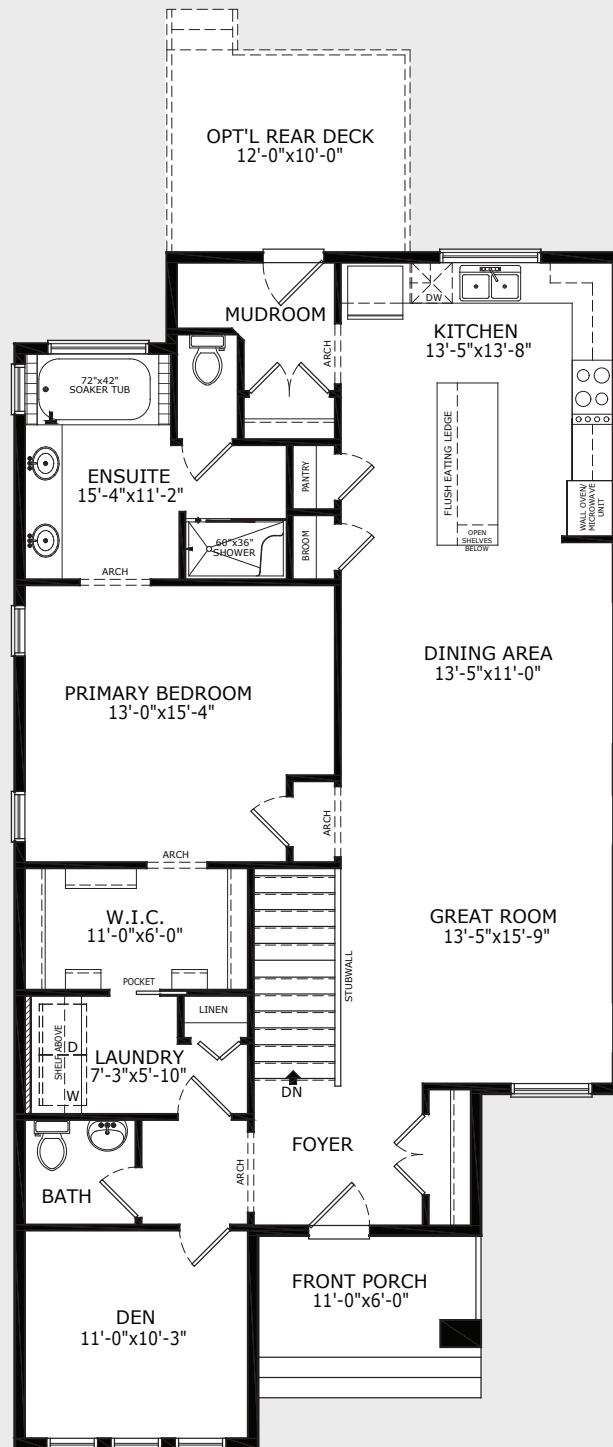 OPT'L REAR DECK
12'-0"x10'-0"
MUDROOM
ARCH
DW
KITCHEN
13'-5"x13'-8"
72"x42"
SOAKER TUB
ENSUITE
15'-4"x11'-2"
PANTRY
BROOM
60"x36"
SHOWER
FLUSH EATING LEDGE
OPEN
SHELVES
BELOW
WALL OVEN/
MICROWAVE
UNIT
ARCH
PRIMARY BEDROOM
13'-0"x15'-4"
DINING AREA
13'-5"x11'-0"
ARCH
ARCH
W.I.C.
11'-0"x6'-0"
GREAT ROOM
13'-5"x15'-9"
STUBWALL
POCKET
LINEN
SHELF ABOVE
D
W
LAUNDRY
7'-3"x5'-10"
DN
FOYER
BATH
ARCH
DEN
11'-0"x10'-3"
FRONT PORCH
11'-0"x6'-0"